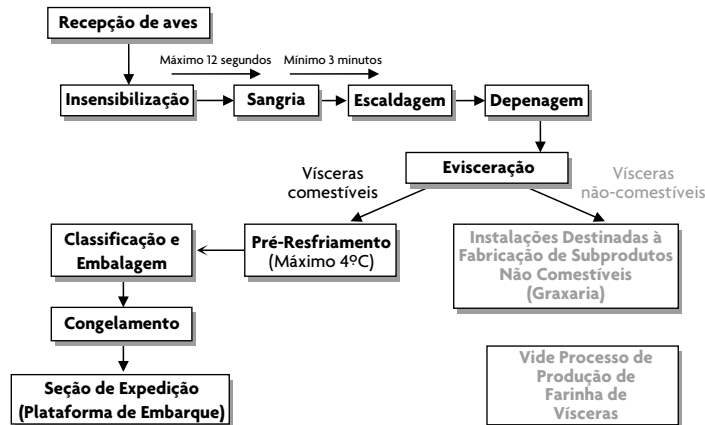 Recepção de aves
Máximo 12 segundos
Mínimo 3 minutos
Insensibilização
Sangria
Escaldagem
Depenagem
Evisceração
Vísceras
comestíveis
Vísceras
não-comestíveis
Classificação e
Embalagem
Pré-Resfriamento
(Máximo 4ºC)
Instalações Destinadas à
Fabricação de Subprodutos
Não Comestíveis
(Graxaria)
Congelamento
Seção de Expedição
(Plataforma de Embarque)
Vide Processo de
Produção de
Farinha de
Vísceras